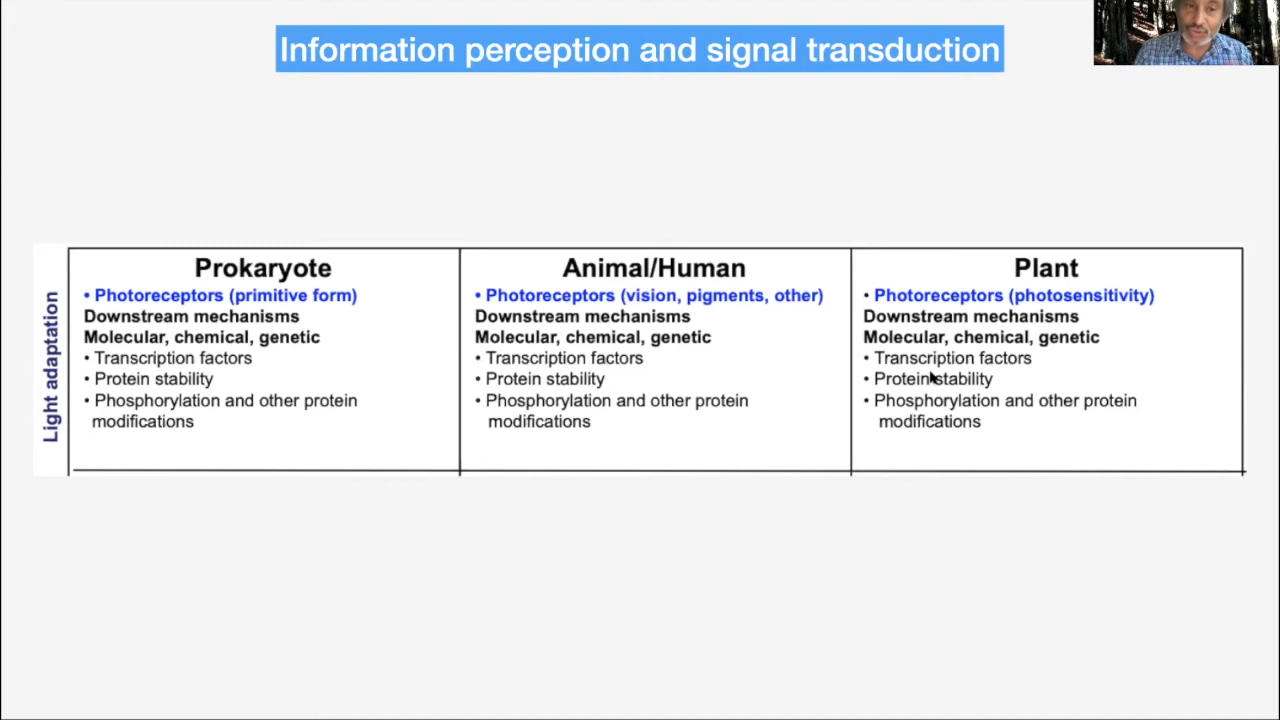 Information perception and signal transduction
Light adaptation
Prokaryote
• Photoreceptors (primitive form)
Downstream mechanisms
Molecular, chemical, genetic
• Transcription factors
• Protein stability
• Phosphorylation and other protein
modifications
Animal/Human
• Photoreceptors (vision, pigments, other)
Downstream mechanisms
Molecular, chemical, genetic
• Transcription factors
• Protein stability
• Phosphorylation and other protein
modifications
Plant
• Photoreceptors (photosensitivity)
Downstream mechanisms
Molecular, chemical, genetic
• Transcription factors
• Protein stability
• Phosphorylation and other protein
modifications